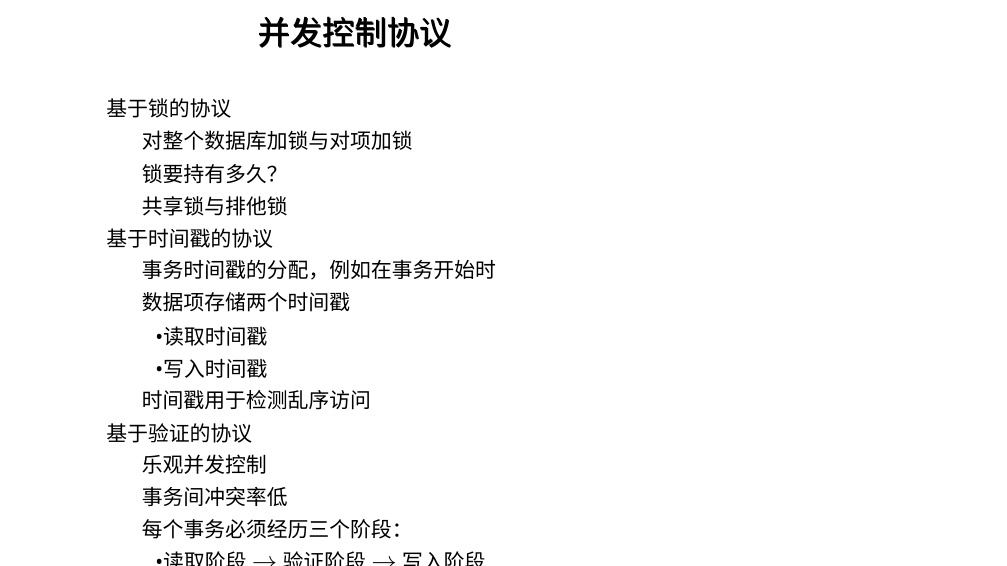 并发控制协议
基于锁的协议
对整个数据库加锁与对项加锁
锁要持有多久？
共享锁与排他锁
基于时间戳的协议
事务时间戳的分配，例如在事务开始时
数据项存储两个时间戳
•读取时间戳
•写入时间戳
时间戳用于检测乱序访问
基于验证的协议
乐观并发控制
事务间冲突率低
每个事务必须经历三个阶段：
•读取阶段 → 验证阶段 → 写入阶段